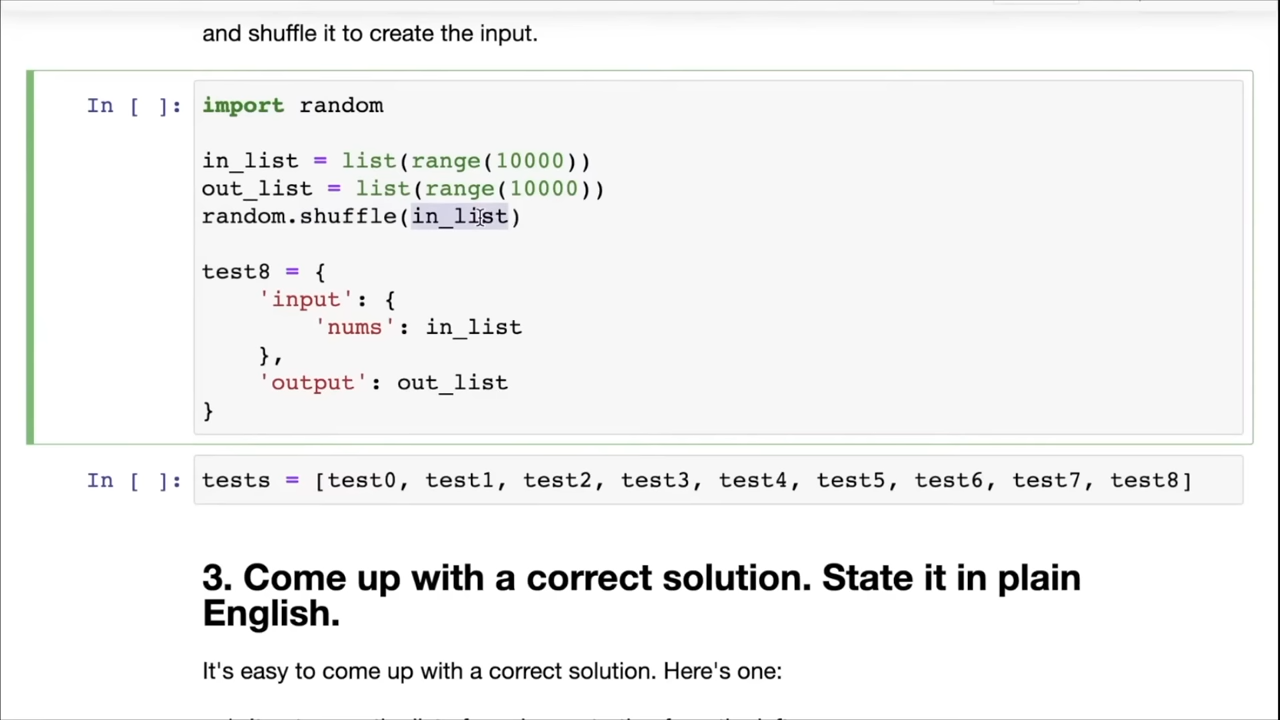 and shuffle it to create the input.
In [ ]: import random
in_list = list(range(10000))
out_list = list(range(10000))
random.shuffle(in_list)
test8 = {
    'input': {
        'nums': in_list
    },
    'output': out_list
}
In [ ]: tests = [test0, test1, test2, test3, test4, test5, test6, test7, test8]
3. Come up with a correct solution. State it in plain
English.
It's easy to come up with a correct solution. Here's one: